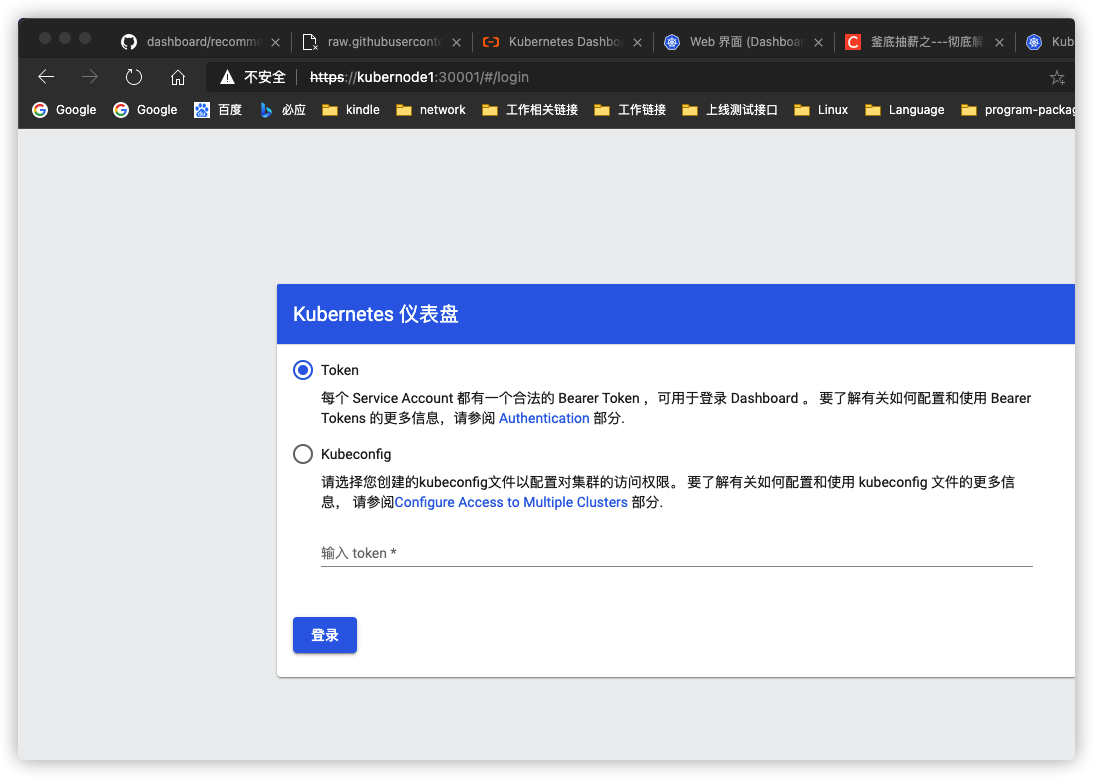 dashboard/recomme
raw.githubuserconte
Kubernetes Dashboa
Web 界面 (Dashboar
釜底抽薪之---彻底解
Kub
不安全 https://kubernode1:30001/#/login
Google Google 百度 必应 kindle network 工作相关链接 工作链接 上线测试接口 Linux Language program-packag
Kubernetes 仪表盘
Token
每个 Service Account 都有一个合法的 Bearer Token ，可用于登录 Dashboard 。 要了解有关如何配置和使用 Bearer
Tokens 的更多信息，请参阅 Authentication 部分.
Kubeconfig
请选择您创建的kubeconfig文件以配置对集群的访问权限。 要了解有关如何配置和使用 kubeconfig 文件的更多信
息， 请参阅Configure Access to Multiple Clusters 部分.
输入 token *
登录